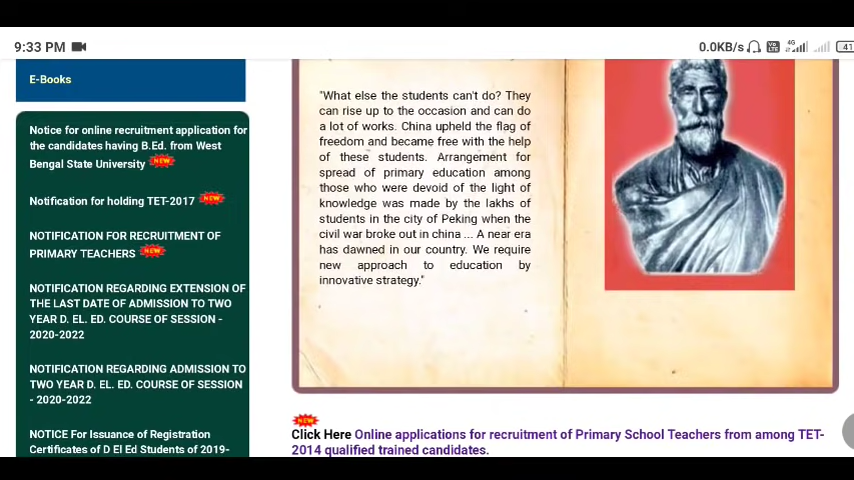 9:33 PM
0.0KB/s
4G
41
E-Books
Notice for online recruitment application for
the candidates having B.Ed. from West
Bengal State University NEW
Notification for holding TET-2017 NEW
NOTIFICATION FOR RECRUITMENT OF
PRIMARY TEACHERS NEW
NOTIFICATION REGARDING EXTENSION OF
THE LAST DATE OF ADMISSION TO TWO
YEAR D. EL. ED. COURSE OF SESSION -
2020-2022
NOTIFICATION REGARDING ADMISSION TO
TWO YEAR D. EL. ED. COURSE OF SESSION
- 2020-2022
NOTICE For Issuance of Registration
Certificates of D El Ed Students of 2019-
"What else the students can't do? They
can rise up to the occasion and can do
a lot of works. China upheld the flag of
freedom and became free with the help
of these students. Arrangement for
spread of primary education among
those who were devoid of the light of
knowledge was made by the lakhs of
students in the city of Peking when the
civil war broke out in china ... A near era
has dawned in our country. We require
new approach to education by
innovative strategy."
NEW
Click Here Online applications for recruitment of Primary School Teachers from among TET-
2014 qualified trained candidates.